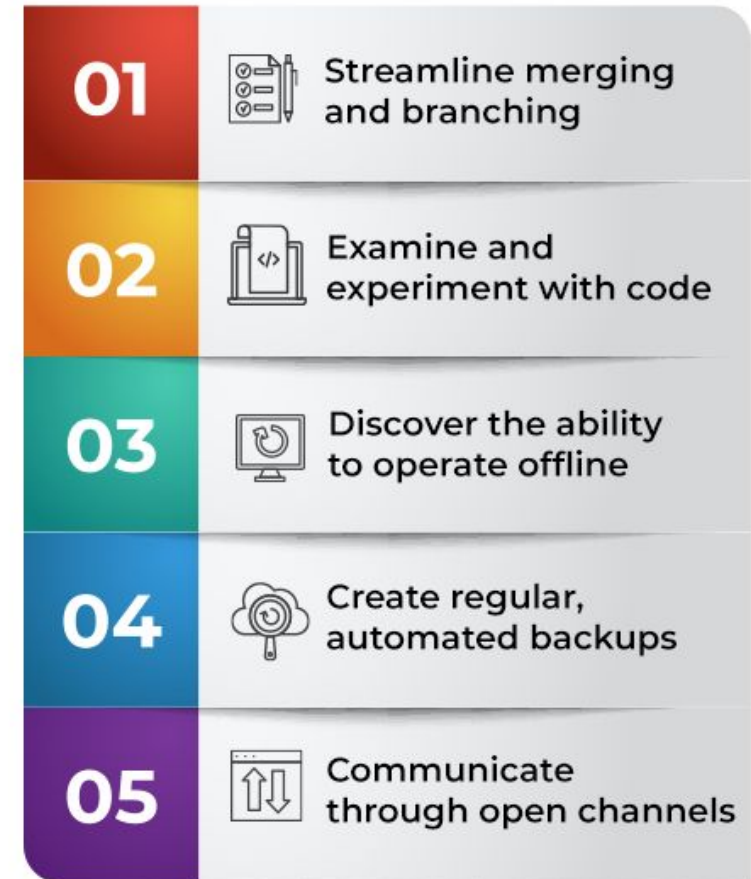 01
Streamline merging
and branching
02
</>
Examine and
experiment with code
03
Discover the ability
to operate offline
04
Create regular,
automated backups
05
Communicate
through open channels